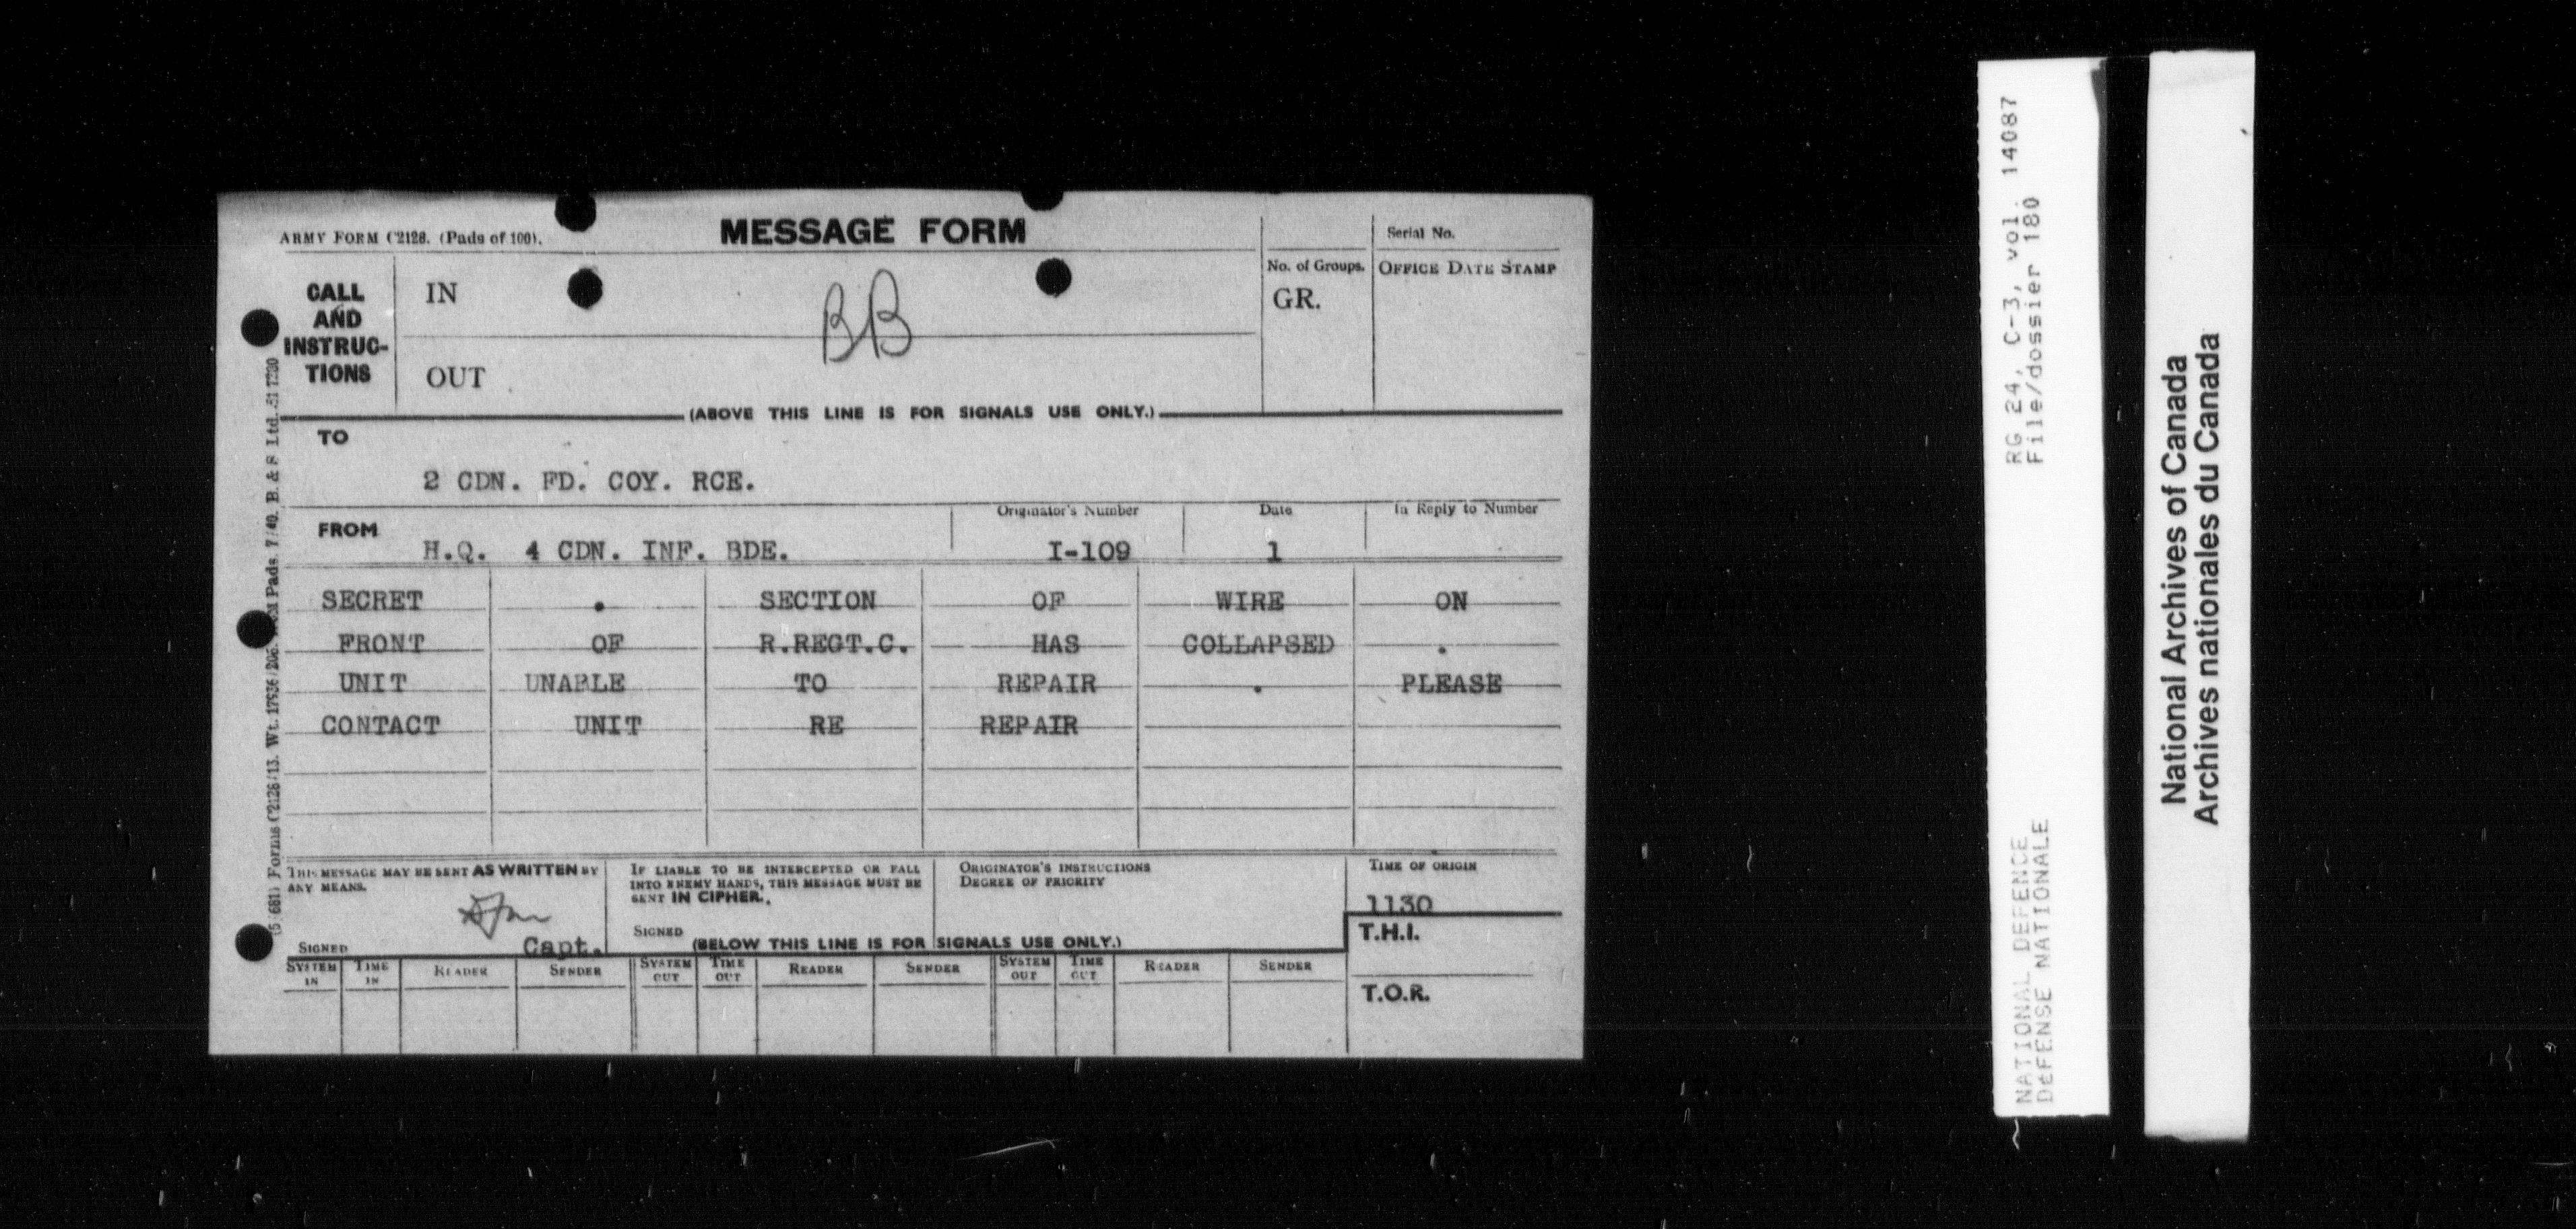 ARMY FORM C2128. (Pads of 100).
MESSAGE FORM
Serial No.
CALL AND INSTRUC-TIONS
IN
BB
No. of Groups.
GR.
OFFICE DATE STAMP
OUT
(ABOVE THIS LINE IS FOR SIGNALS USE ONLY.)
TO
2 CDN. FD. COY. RCE.
FROM
H.Q. 4 CDN. INF. BDE.
Originator's Number
I-109
Date
1
In Reply to Number
SECRET . SECTION OF WIRE ON
FRONT OF R.REGT.C. HAS COLLAPSED .
UNIT UNABLE TO REPAIR . PLEASE
CONTACT UNIT RE REPAIR
THIS MESSAGE MAY BE SENT AS WRITTEN BY
ANY MEANS.
SIGNED
Capt.
IF LIABLE TO BE INTERCEPTED OR FALL
INTO ENEMY HANDS, THIS MESSAGE MUST BE
SENT IN CIPHER.
SIGNED
ORIGINATOR'S INSTRUCTIONS
DEGREE OF PRIORITY
TIME OF ORIGIN
1130
(BELOW THIS LINE IS FOR SIGNALS USE ONLY.)
T.H.I.
SYSTEM IN TIME IN READER SENDER SYSTEM OUT TIME OUT READER SENDER SYSTEM OUT TIME OUT READER SENDER
T.O.R.
RG 24, C-3, vol. 14087
File/dossier 180
NATIONAL DEFENCE
DéFENSE NATIONALE
National Archives of Canada
Archives nationales du Canada